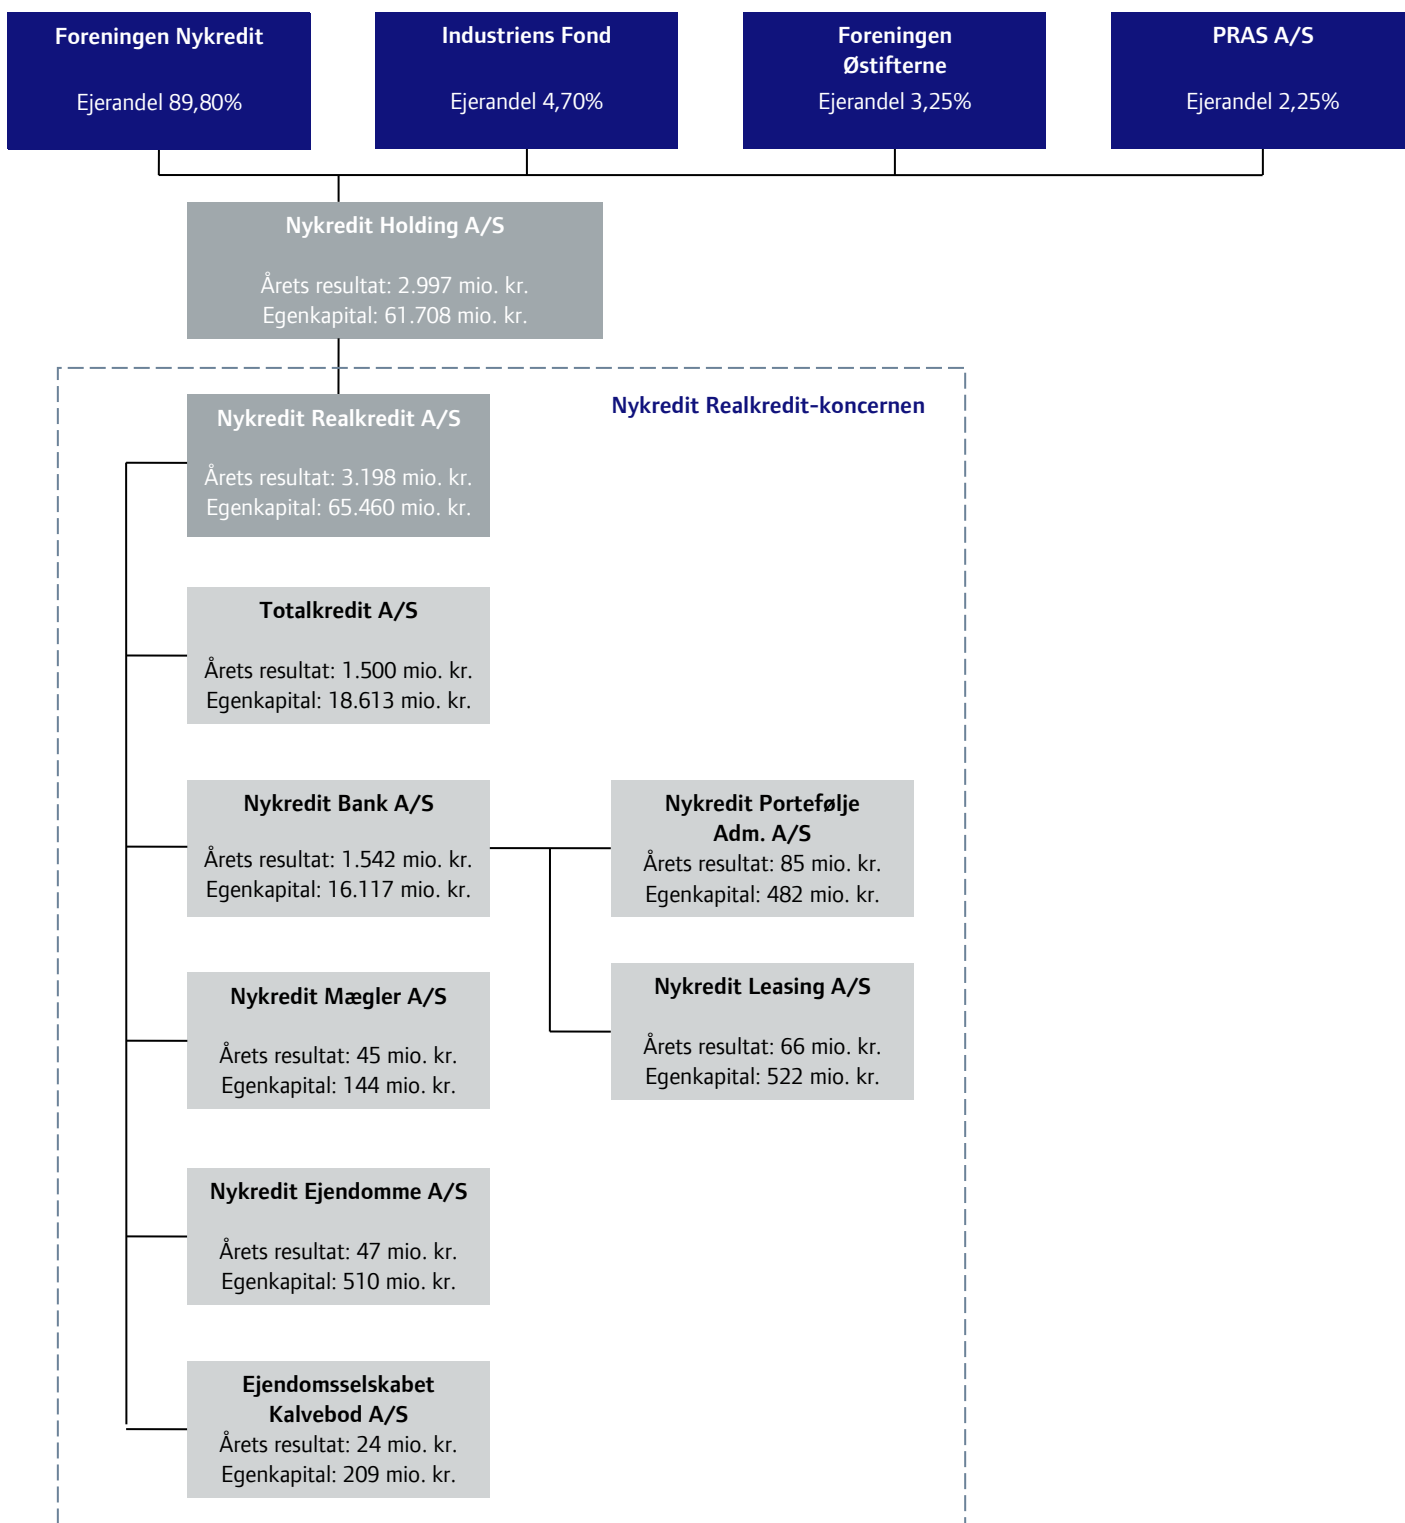 Foreningen Nykredit
Ejerandel 89,80%
Industriens Fond
Ejerandel 4,70%
Foreningen
Østifterne
Ejerandel 3,25%
PRAS A/S
Ejerandel 2,25%
Nykredit Holding A/S
Årets resultat: 2.997 mio. kr.
Egenkapital: 61.708 mio. kr.
Nykredit Realkredit-koncernen
Nykredit Realkredit A/S
Årets resultat: 3.198 mio. kr.
Egenkapital: 65.460 mio. kr.
Totalkredit A/S
Årets resultat: 1.500 mio. kr.
Egenkapital: 18.613 mio. kr.
Nykredit Bank A/S
Årets resultat: 1.542 mio. kr.
Egenkapital: 16.117 mio. kr.
Nykredit Portefølje
Adm. A/S
Årets resultat: 85 mio. kr.
Egenkapital: 482 mio. kr.
Nykredit Mægler A/S
Årets resultat: 45 mio. kr.
Egenkapital: 144 mio. kr.
Nykredit Leasing A/S
Årets resultat: 66 mio. kr.
Egenkapital: 522 mio. kr.
Nykredit Ejendomme A/S
Årets resultat: 47 mio. kr.
Egenkapital: 510 mio. kr.
Ejendomsselskabet
Kalvebod A/S
Årets resultat: 24 mio. kr.
Egenkapital: 209 mio. kr.